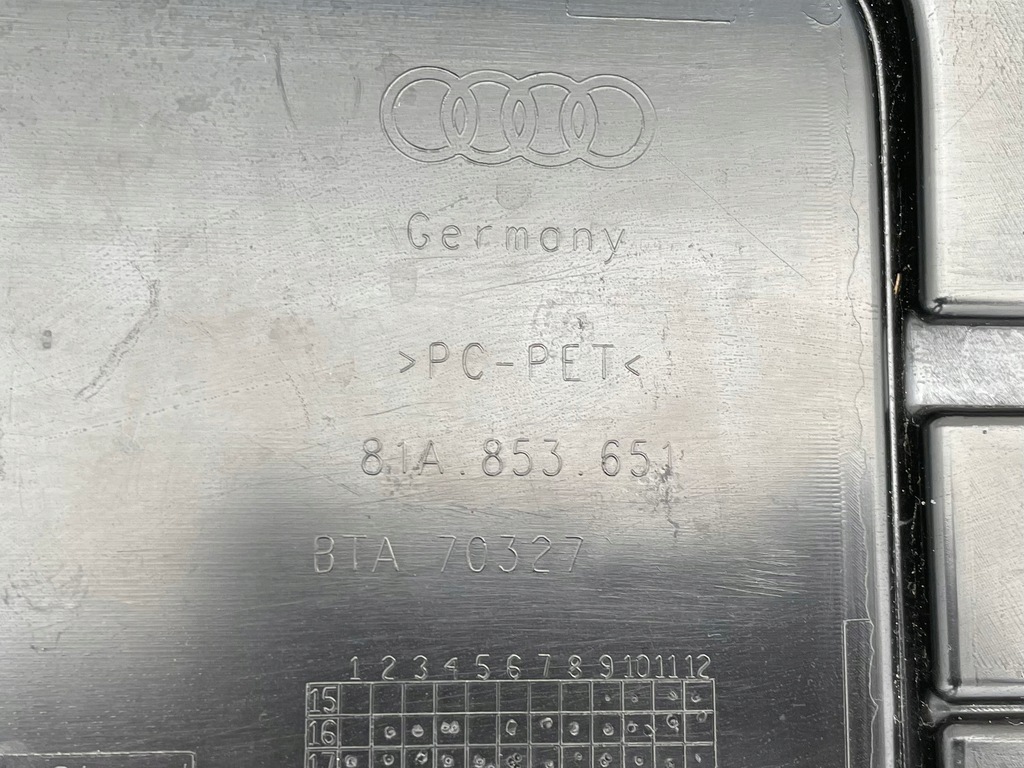 Germany
>PC-PET<
81A.853.651
BTA 70327
1 2 3 4 5 6 7 8 9 10 11 12
15
16
17